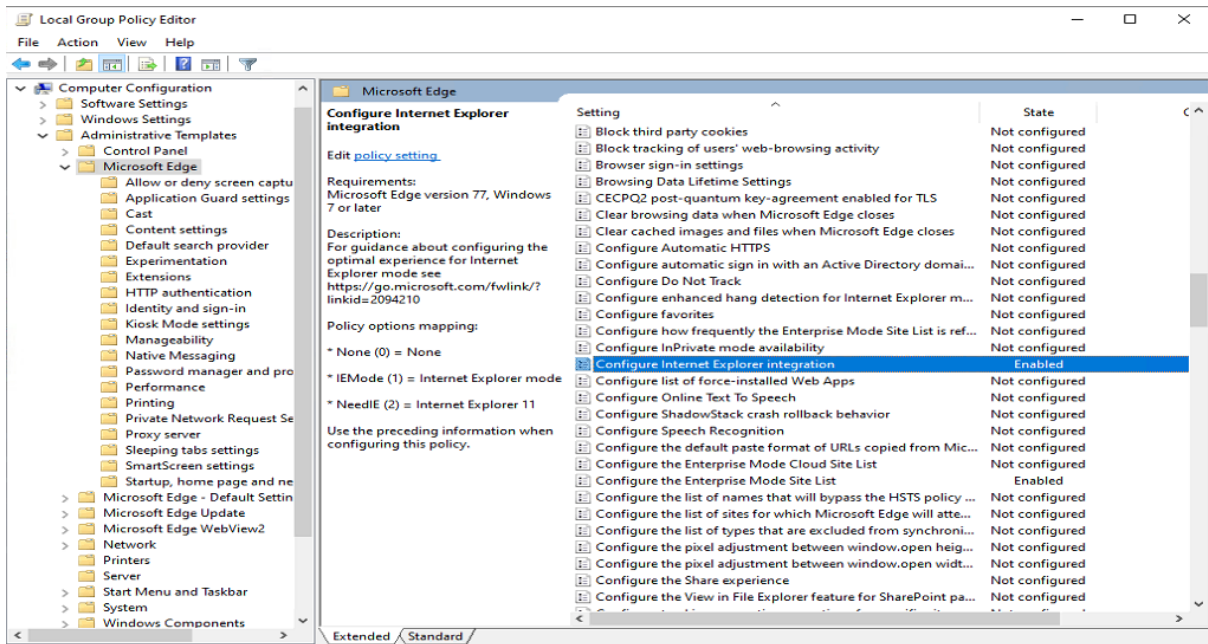 Local Group Policy Editor
File Action View Help
Computer Configuration
Software Settings
Windows Settings
Administrative Templates
Control Panel
Microsoft Edge
Allow or deny screen captu
Application Guard settings
Cast
Content settings
Default search provider
Experimentation
Extensions
HTTP authentication
Identity and sign-in
Kiosk Mode settings
Manageability
Native Messaging
Password manager and pro
Performance
Printing
Private Network Request Se
Proxy server
Sleeping tabs settings
SmartScreen settings
Startup, home page and ne
Microsoft Edge - Default Settin
Microsoft Edge Update
Microsoft Edge WebView2
Network
Printers
Server
Start Menu and Taskbar
System
Windows Components
Microsoft Edge
Configure Internet Explorer
integration
Edit policy setting
Requirements:
Microsoft Edge version 77, Windows
7 or later
Description:
For guidance about configuring the
optimal experience for Internet
Explorer mode see
https://go.microsoft.com/fwlink/?
linkid=2094210
Policy options mapping:
* None (0) = None
* IEMode (1) = Internet Explorer mode
* NeedIE (2) = Internet Explorer 11
Use the preceding information when
configuring this policy.
Setting State
Block third party cookies Not configured
Block tracking of users' web-browsing activity Not configured
Browser sign-in settings Not configured
Browsing Data Lifetime Settings Not configured
CECPQ2 post-quantum key-agreement enabled for TLS Not configured
Clear browsing data when Microsoft Edge closes Not configured
Clear cached images and files when Microsoft Edge closes Not configured
Configure Automatic HTTPS Not configured
Configure automatic sign in with an Active Directory domai... Not configured
Configure Do Not Track Not configured
Configure enhanced hang detection for Internet Explorer m... Not configured
Configure favorites Not configured
Configure how frequently the Enterprise Mode Site List is ref... Not configured
Configure InPrivate mode availability Not configured
Configure Internet Explorer integration Enabled
Configure list of force-installed Web Apps Not configured
Configure Online Text To Speech Not configured
Configure ShadowStack crash rollback behavior Not configured
Configure Speech Recognition Not configured
Configure the default paste format of URLs copied from Mic... Not configured
Configure the Enterprise Mode Cloud Site List Not configured
Configure the Enterprise Mode Site List Enabled
Configure the list of names that will bypass the HSTS policy ... Not configured
Configure the list of sites for which Microsoft Edge will atte... Not configured
Configure the list of types that are excluded from synchroni... Not configured
Configure the pixel adjustment between window.open heig... Not configured
Configure the pixel adjustment between window.open widt... Not configured
Configure the Share experience Not configured
Configure the View in File Explorer feature for SharePoint pa... Not configured
Extended Standard